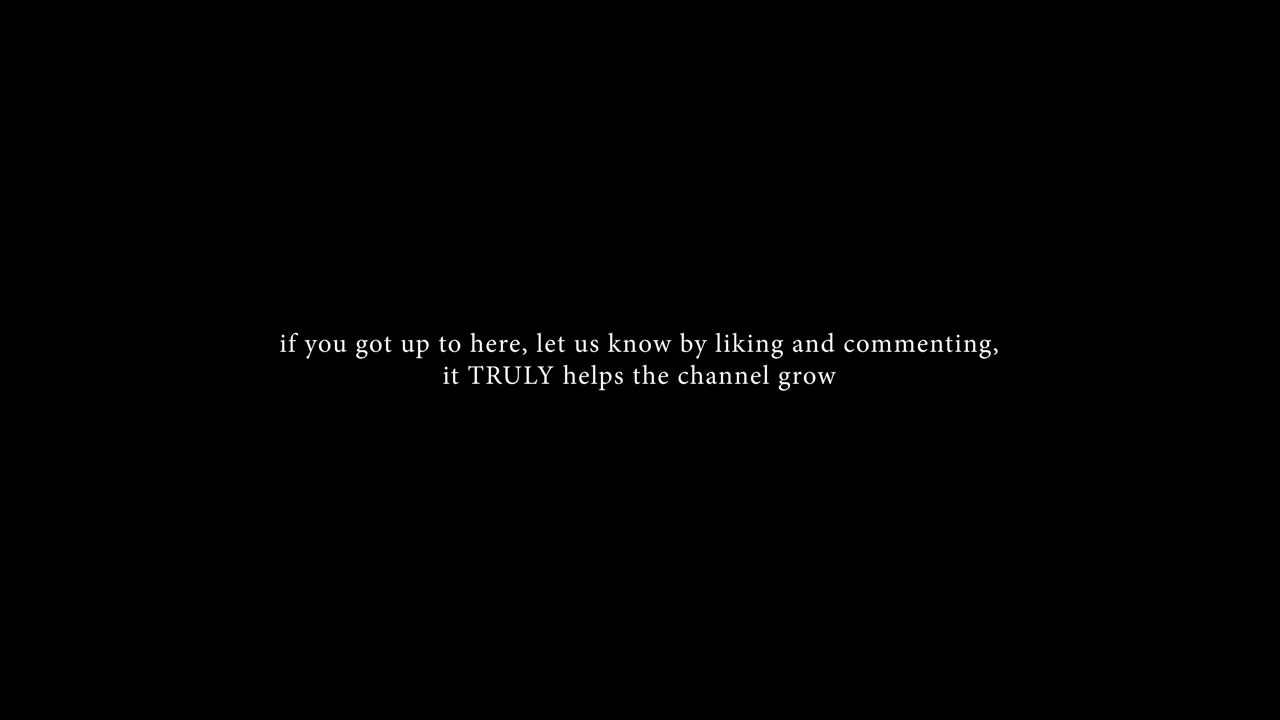 if you got up to here, let us know by liking and commenting,
it TRULY helps the channel grow